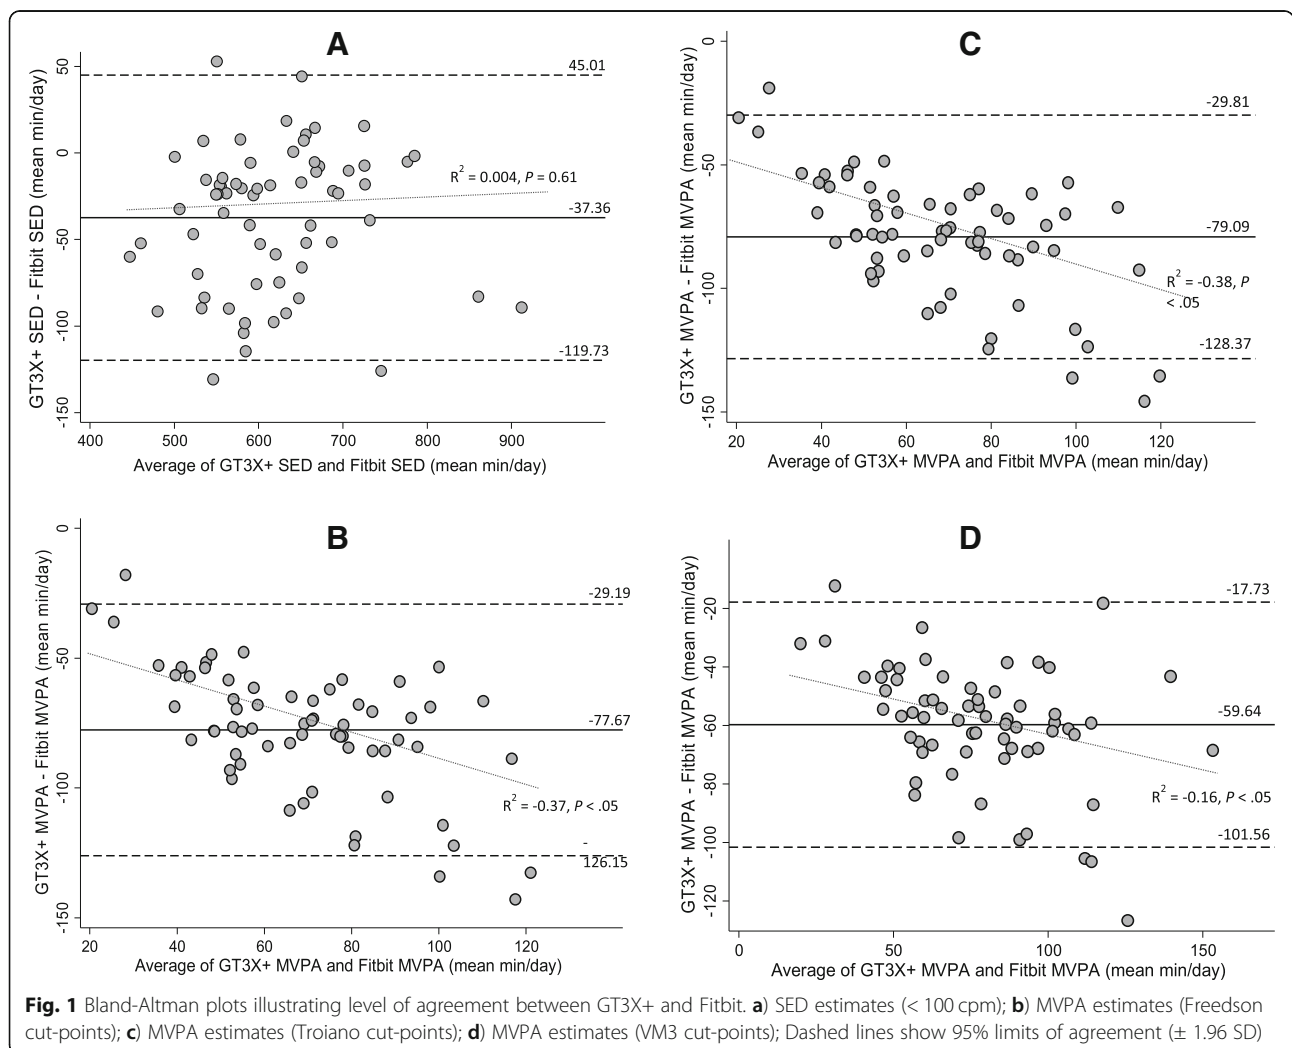 A
GT3X+ SED - Fitbit SED (mean min/day)
50
0
-50
-100
-150
45.01
R2 = 0.004, P = 0.61
-37.36
-119.73
400 500 600 700 800 900
Average of GT3X+ SED and Fitbit SED (mean min/day)
C
GT3X+ MVPA - Fitbit MVPA (mean min/day)
0
-50
-100
-150
-29.81
-79.09
R2 = -0.38, P
< .05
-128.37
20 40 60 80 100 120
Average of GT3X+ MVPA and Fitbit MVPA (mean min/day)
B
GT3X+ MVPA - Fitbit MVPA (mean min/day)
0
-50
-100
-150
-29.19
-77.67
R2 = -0.37, P < .05
-
126.15
20 40 60 80 100 120
Average of GT3X+ MVPA and Fitbit MVPA (mean min/day)
D
GT3X+ MVPA - Fitbit MVPA (mean min/day)
-20
-40
-60
-80
-100
-120
-17.73
-59.64
R2 = -0.16, P < .05
-101.56
0 50 100 150
Average of GT3X+ MVPA and Fitbit MVPA (mean min/day)
Fig. 1 Bland-Altman plots illustrating level of agreement between GT3X+ and Fitbit. a) SED estimates (< 100 cpm); b) MVPA estimates (Freedson
cut-points); c) MVPA estimates (Troiano cut-points); d) MVPA estimates (VM3 cut-points); Dashed lines show 95% limits of agreement (± 1.96 SD)